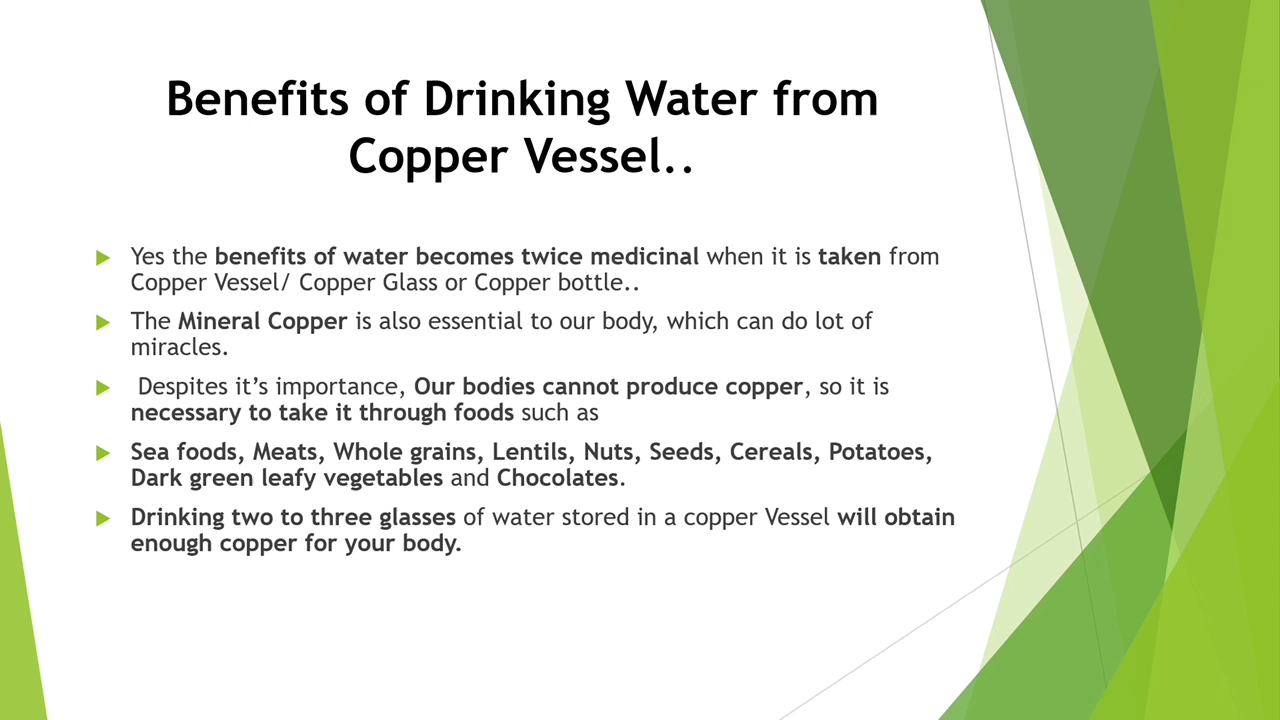 Benefits of Drinking Water from
Copper Vessel..
Yes the benefits of water becomes twice medicinal when it is taken from
Copper Vessel/ Copper Glass or Copper bottle..
The Mineral Copper is also essential to our body, which can do lot of
miracles.
Despites it’s importance, Our bodies cannot produce copper, so it is
necessary to take it through foods such as
Sea foods, Meats, Whole grains, Lentils, Nuts, Seeds, Cereals, Potatoes,
Dark green leafy vegetables and Chocolates.
Drinking two to three glasses of water stored in a copper Vessel will obtain
enough copper for your body.